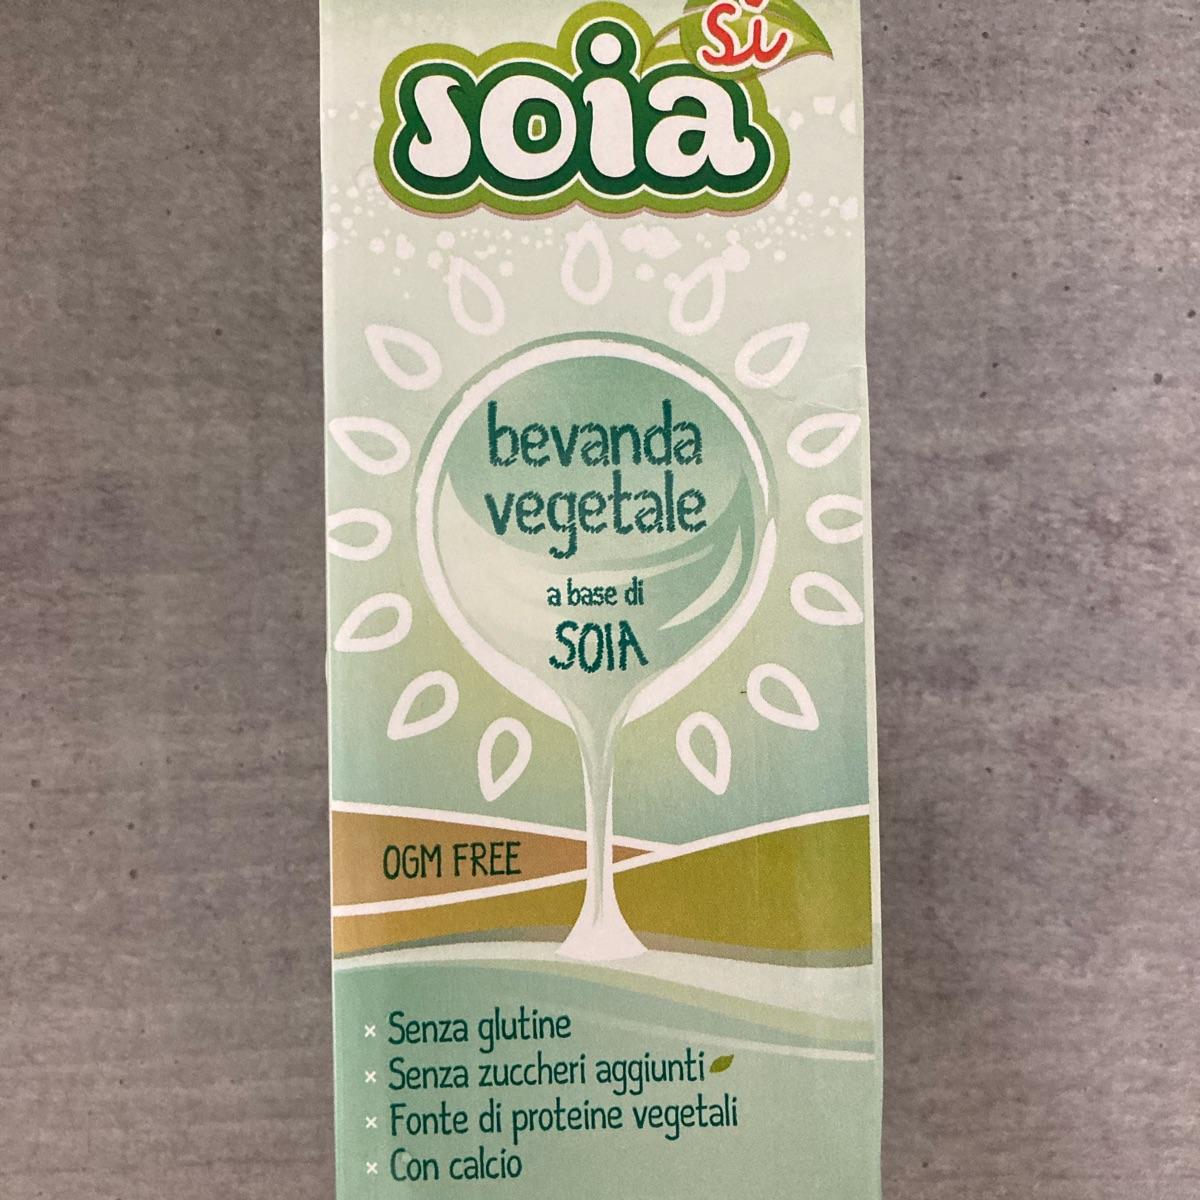 Sì
soia
bevanda
vegetale
a base di
SOIA
OGM FREE
× Senza glutine
× Senza zuccheri aggiunti
× Fonte di proteine vegetali
× Con calcio